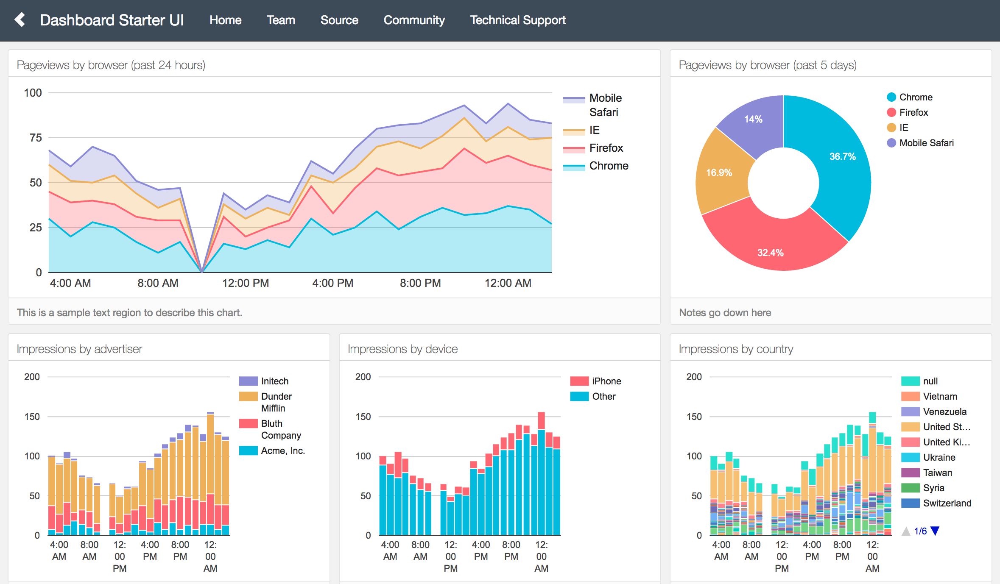 Dashboard Starter UI Home Team Source Community Technical Support
Pageviews by browser (past 24 hours)
100
75
50
25
0
4:00 AM 8:00 AM 12:00 PM 4:00 PM 8:00 PM 12:00 AM
Mobile
Safari
IE
Firefox
Chrome
This is a sample text region to describe this chart.
Pageviews by browser (past 5 days)
14%
36.7%
16.9%
32.4%
Chrome
Firefox
IE
Mobile Safari
Notes go down here
Impressions by advertiser
200
150
100
50
0
4:00 8:00 12: 4:00 8:00 12:
AM AM 00 PM PM 00
PM AM
Initech
Dunder
Mifflin
Bluth
Company
Acme, Inc.
Impressions by device
200
150
100
50
0
4:00 8:00 12: 4:00 8:00 12:
AM AM 00 PM PM 00
PM AM
iPhone
Other
Impressions by country
200
150
100
50
0
4:00 8:00 12: 4:00 8:00 12:
AM AM 00 PM PM 00
PM AM
null
Vietnam
Venezuela
United St...
United Ki...
Ukraine
Taiwan
Syria
Switzerland
1/6